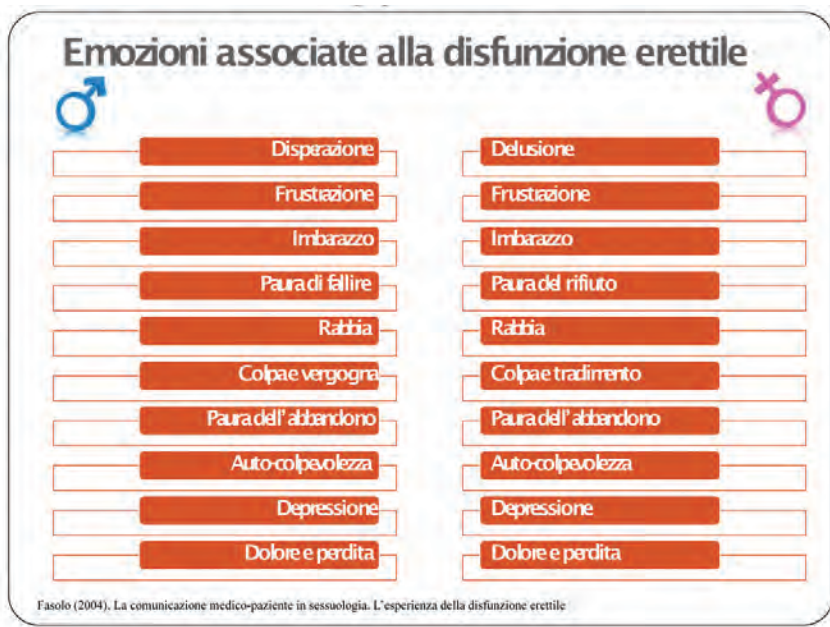 Emozioni associate alla disfunzione erettile
Disperazione
Delusione
Frustrazione
Frustrazione
Imbarazzo
Imbarazzo
Paura di fallire
Paura del rifiuto
Rabbia
Rabbia
Colpa e vergogna
Colpa e tradimento
Paura dell'abbandono
Paura dell'abbandono
Auto-colpevolezza
Auto-colpevolezza
Depressione
Depressione
Dolore e perdita
Dolore e perdita
Fasolo (2004). La comunicazione medico-paziente in sessuologia. L'esperienza della disfunzione erettile